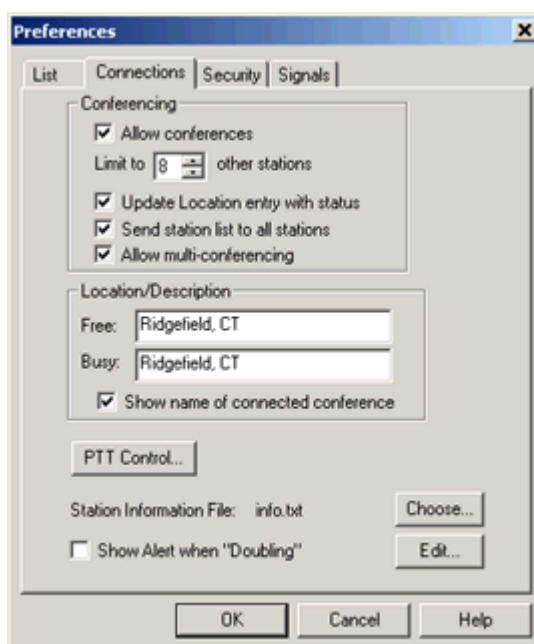 Preferences
List Connections Security Signals
Conferencing
Allow conferences
Limit to 8 other stations
Update Location entry with status
Send station list to all stations
Allow multi-conferencing
Location/Description
Free: Ridgefield, CT
Busy: Ridgefield, CT
Show name of connected conference
PTT Control...
Station Information File: info.txt Choose...
Show Alert when "Doubling" Edit...
OK Cancel Help